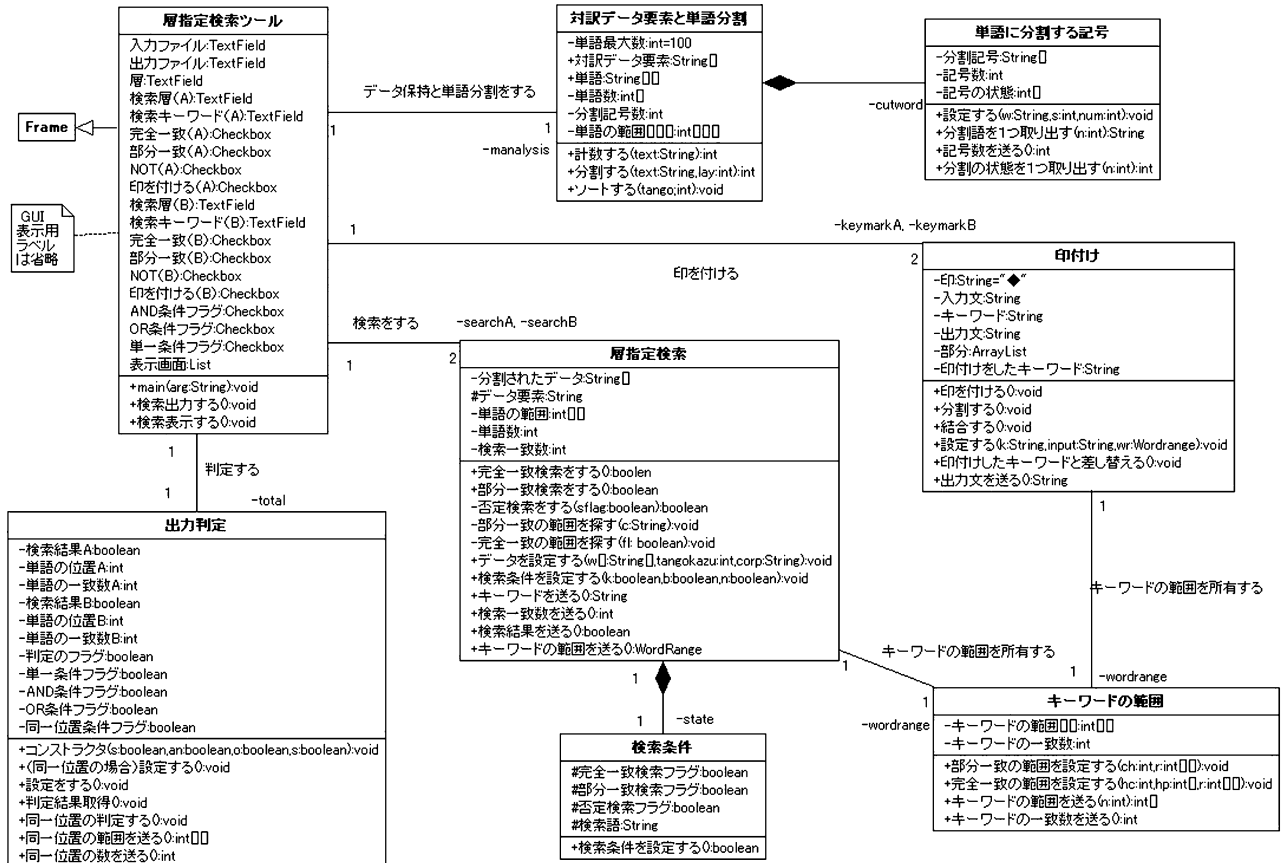 Frame
GUI
表示用
ラベル
は省略
層指定検索ツール
入力ファイル:TextField
出力ファイル:TextField
層:TextField
検索層(A):TextField
検索キーワード(A):TextField
完全一致(A):Checkbox
部分一致(A):Checkbox
NOT(A):Checkbox
印を付ける(A):Checkbox
検索層(B):TextField
検索キーワード(B):TextField
完全一致(B):Checkbox
部分一致(B):Checkbox
NOT(B):Checkbox
印を付ける(B):Checkbox
AND条件フラグ:Checkbox
OR条件フラグ:Checkbox
単一条件フラグ:Checkbox
表示画面:List
+main(arg:String):void
+検索出力する():void
+検索表示する():void
データ保持と単語分割をする
1
1
-manalysis
対訳データ要素と単語分割
-単語最大数:int=100
+対訳データ要素:String[]
+単語:String[][]
-単語数:int[]
-分割記号数:int
-単語の範囲[][][]:int[][][]
+計数する(text:String):int
+分割する(text:String,lay:int):int
+ソートする(tango;int):void
-cutword
単語に分割する記号
-分割記号:String[]
-記号数:int
-記号の状態:int[]
+設定する(w:String,s:int,num:int):void
+分割語を1つ取り出す(n:int):String
+記号数を送る():int
+分割の状態を1つ取り出す(n:int):int
1
-keymarkA, -keymarkB
2
印を付ける
印付け
-印:String="◆"
-入力文:String
-キーワード:String
-出力文:String
-部分:ArrayList
-印付けをしたキーワード:String
+印を付ける():void
+分割する():void
+結合する():void
+設定する(k:String,input:String,wr:Wordrange):void
+印付けしたキーワードと差し替える():void
+出力文を送る():String
検索をする
-searchA, -searchB
1
2
層指定検索
-分割されたデータ:String[]
#データ要素:String
-単語の範囲:int[][]
-単語数:int
-検索一致数:int
+完全一致検索をする():boolen
+部分一致検索をする():boolean
-否定検索をする(sflag:boolean):boolean
-部分一致の範囲を探す(c:String):void
-完全一致の範囲を探す(fl: boolean):void
+データを設定する(w[]:String[],tangokazu:int,corp:String):void
+検索条件を設定する(k:boolean,b:boolean,n:boolean):void
+キーワードを送る():String
+検索一致数を送る():int
+検索結果を送る():boolean
+キーワードの範囲を送る():WordRange
1
判定する
1
-total
出力判定
-検索結果A:boolean
-単語の位置A:int
-単語の一致数A:int
-検索結果B:boolean
-単語の位置B:int
-単語の一致数B:int
-判定のフラグ:boolean
-単一条件フラグ:boolean
-AND条件フラグ:boolean
-OR条件フラグ:boolean
-同一位置条件フラグ:boolean
+コンストラクタ(s:boolean,an:boolean,o:boolean,s:boolean):void
+(同一位置の場合)設定する():void
+設定をする():void
+判定結果取得():void
+同一位置の判定する():void
+同一位置の範囲を送る():int[][]
+同一位置の数を送る():int
1
1
-state
検索条件
#完全一致検索フラグ:boolean
#部分一致検索フラグ:boolean
#否定検索フラグ:boolean
#検索語:String
+検索条件を設定する():boolean
1
キーワードの範囲を所有する
1
-wordrange
キーワードの範囲を所有する
1
1
-wordrange
キーワードの範囲
-キーワードの範囲[][]:int[][]
-キーワードの一致数:int
+部分一致の範囲を設定する(ch:int,r:int[][]):void
+完全一致の範囲を設定する(hc:int,hp:int[],r:int[][]):void
+キーワードの範囲を送る(n:int):int[]
+キーワードの一致数を送る():int